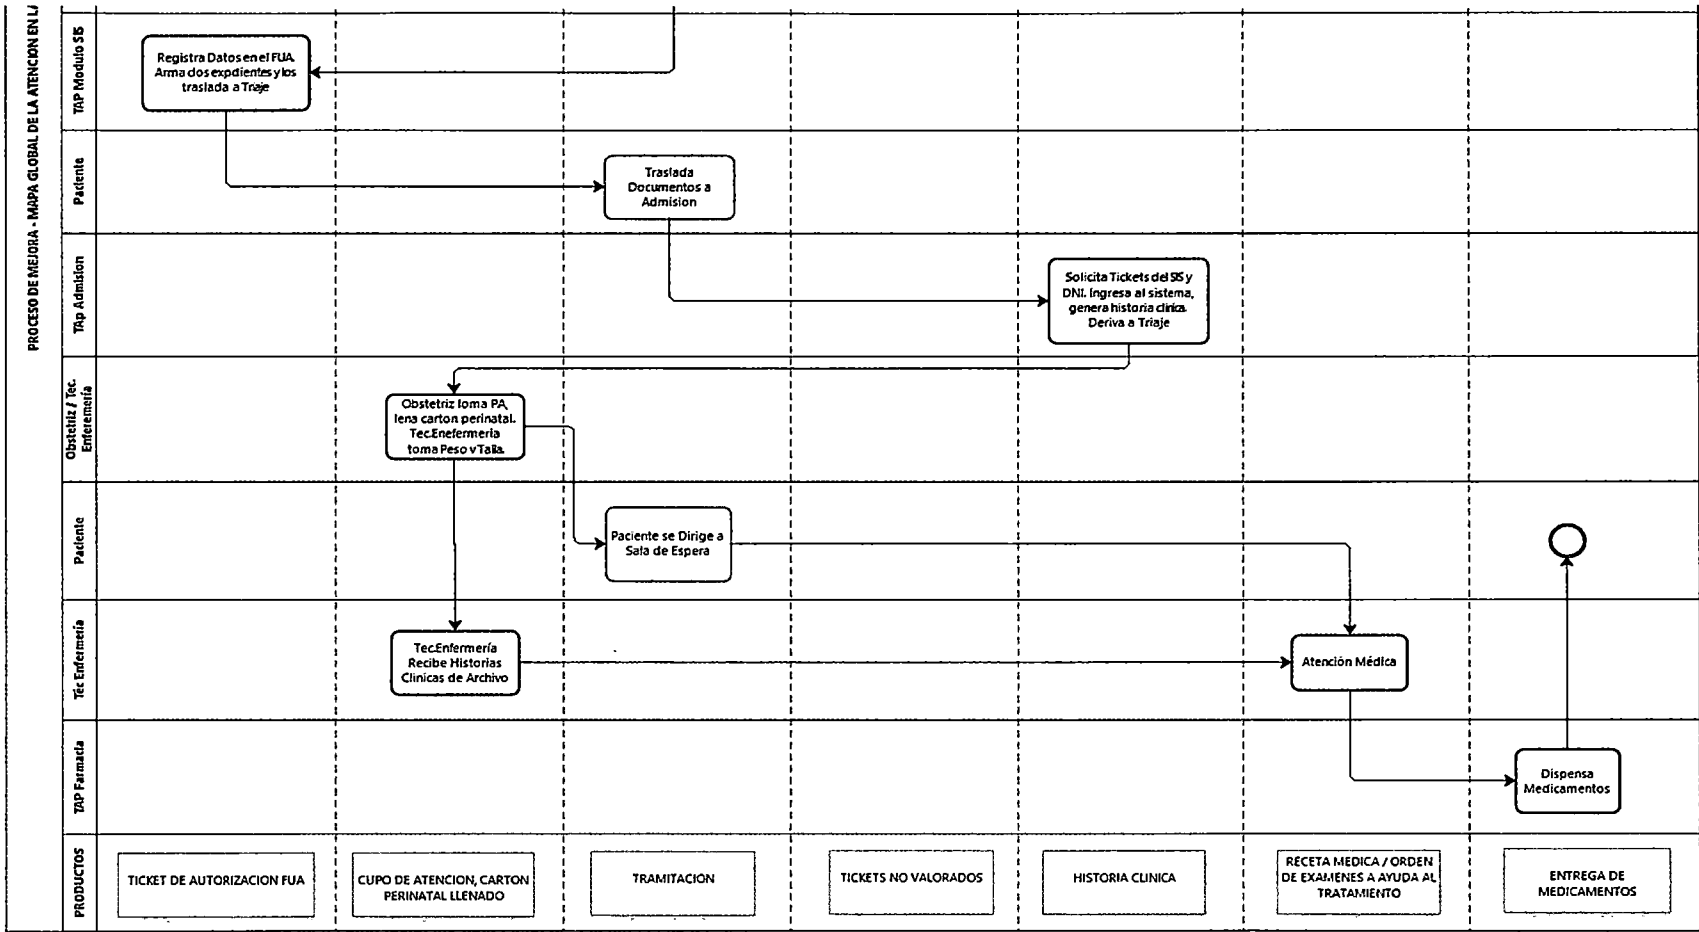 PROCESO DE MEJORA - MAPA GLOBAL DE LA ATENCION EN LA
TAP Modulo SIS
Registra Datos en el FUA.
Arma dos expdientes y los
traslada a Triaje
Paciente
Traslada
Documentos a
Admision
TAp Admision
Solicita Tickets del SIS y
DNI. Ingresa al sistema,
genera historia clinica.
Deriva a Triaje
Obstetriz / Tec.
Enferemería
Obstetriz toma PA,
lena carton perinatal.
Tec.Enefermeria
toma Peso y Talla.
Paciente
Paciente se Dirige a
Sala de Espera
Téc Enfermería
Tec.Enfermería
Recibe Historias
Clinicas de Archivo
Atención Médica
TAP Farmacia
Dispensa
Medicamentos
PRODUCTOS
TICKET DE AUTORIZACION FUA
CUPO DE ATENCION, CARTON
PERINATAL LLENADO
TRAMITACION
TICKETS NO VALORADOS
HISTORIA CLINICA
RECETA MEDICA / ORDEN
DE EXAMENES A AYUDA AL
TRATAMIENTO
ENTREGA DE
MEDICAMENTOS